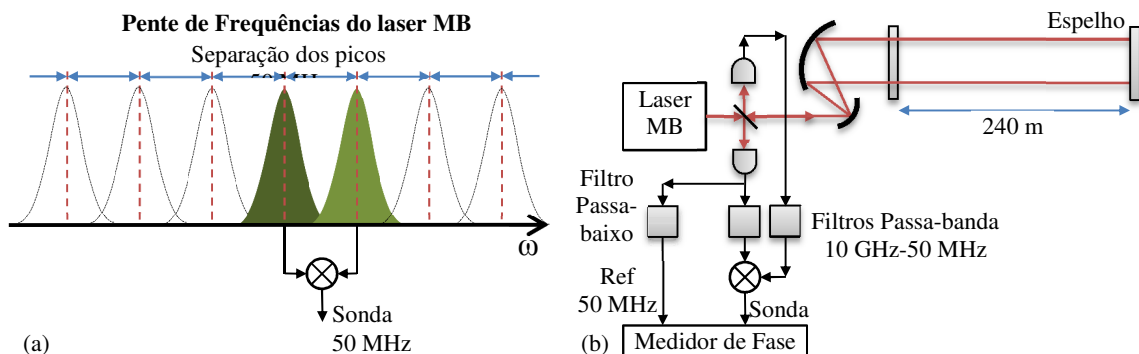 Pente de Frequências do laser MB
Separação dos picos
ω
Sonda
50 MHz
(a)
Espelho
Laser
MB
240 m
Filtro
Passa-
baixo
Filtros Passa-banda
10 GHz-50 MHz
Ref
50 MHz
Sonda
(b)
Medidor de Fase